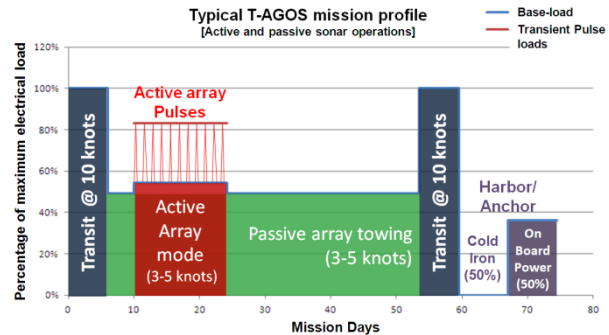 Typical T-AGOS mission profile
[Active and passive sonar operations]
Base-load
Transient Pulse
loads
Percentage of maximum electrical load
120%
100%
80%
60%
40%
20%
0%
Transit @ 10 knots
Active array
Pulses
Active
Array
mode
(3-5 knots)
Passive array towing
(3-5 knots)
Transit @ 10 knots
Harbor/
Anchor
Cold
Iron
(50%)
On
Board
Power
(50%)
0
10
20
30
40
50
60
70
80
Mission Days